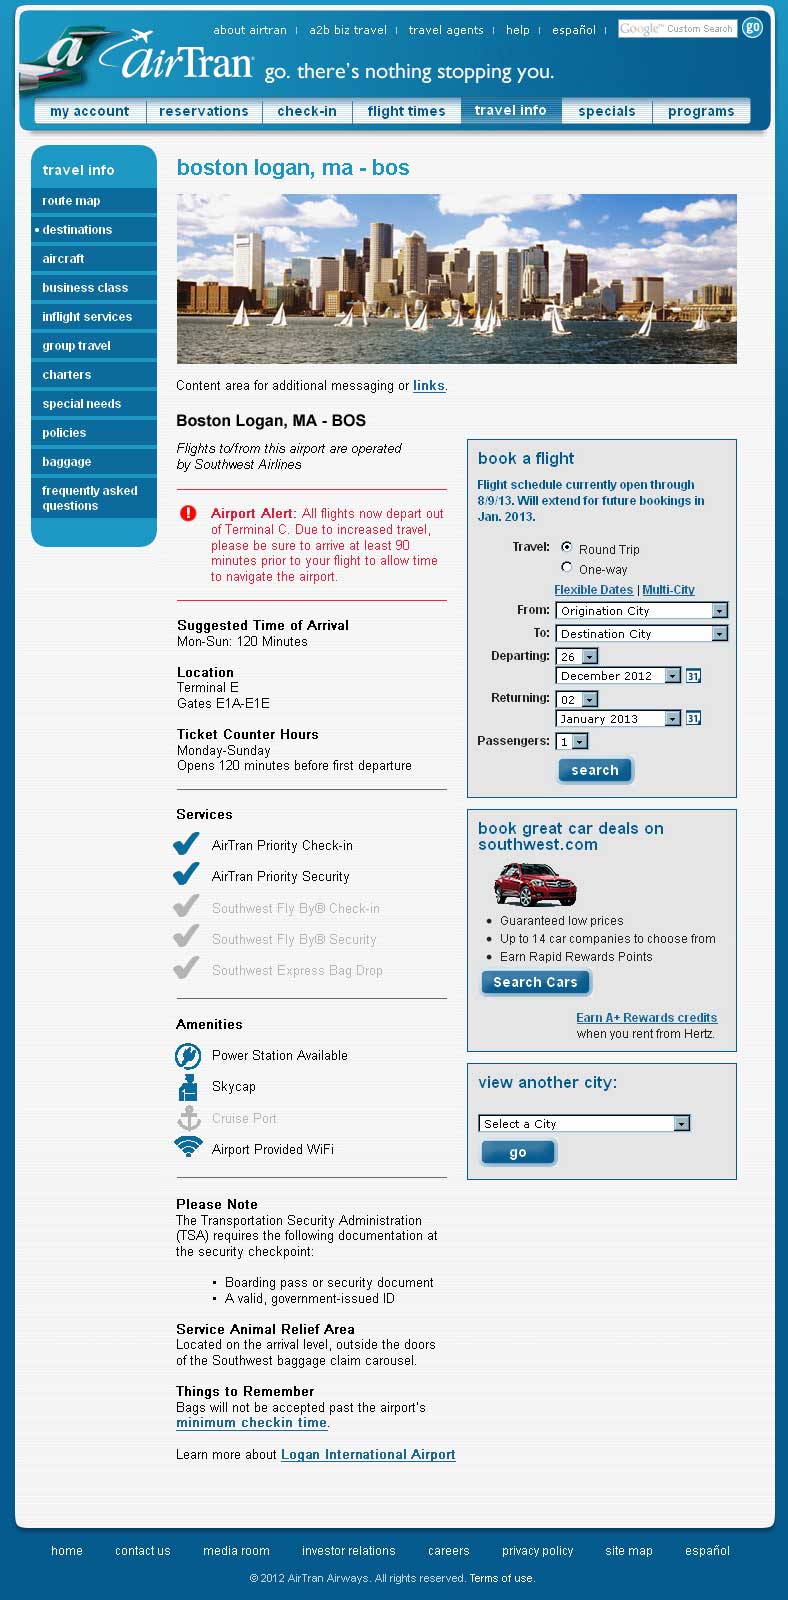 about airtran
a2b biz travel
travel agents
help
español
Google™ Custom Search
go
a
airTran
go. there's nothing stopping you.
my account
reservations
check-in
flight times
travel info
specials
programs
travel info
route map
• destinations
aircraft
business class
inflight services
group travel
charters
special needs
policies
baggage
frequently asked
questions
boston logan, ma - bos
Content area for additional messaging or links.
Boston Logan, MA - BOS
Flights to/from this airport are operated
by Southwest Airlines
! Airport Alert: All flights now depart out
of Terminal C. Due to increased travel,
please be sure to arrive at least 90
minutes prior to your flight to allow time
to navigate the airport.
Suggested Time of Arrival
Mon-Sun: 120 Minutes
Location
Terminal E
Gates E1A-E1E
Ticket Counter Hours
Monday-Sunday
Opens 120 minutes before first departure
Services
AirTran Priority Check-in
AirTran Priority Security
Southwest Fly By® Check-in
Southwest Fly By® Security
Southwest Express Bag Drop
Amenities
Power Station Available
Skycap
Cruise Port
Airport Provided WiFi
Please Note
The Transportation Security Administration
(TSA) requires the following documentation at
the security checkpoint:
• Boarding pass or security document
• A valid, government-issued ID
Service Animal Relief Area
Located on the arrival level, outside the doors
of the Southwest baggage claim carousel.
Things to Remember
Bags will not be accepted past the airport's
minimum checkin time.
Learn more about Logan International Airport
book a flight
Flight schedule currently open through
8/9/13. Will extend for future bookings in
Jan. 2013.
Travel: Round Trip
One-way
Flexible Dates | Multi-City
From: Origination City
To: Destination City
Departing: 26
December 2012 31
Returning: 02
January 2013 31
Passengers: 1
search
book great car deals on
southwest.com
• Guaranteed low prices
• Up to 14 car companies to choose from
• Earn Rapid Rewards Points
Search Cars
Earn A+ Rewards credits
when you rent from Hertz.
view another city:
Select a City
go
home
contact us
media room
investor relations
careers
privacy policy
site map
español
© 2012 AirTran Airways. All rights reserved. Terms of use.